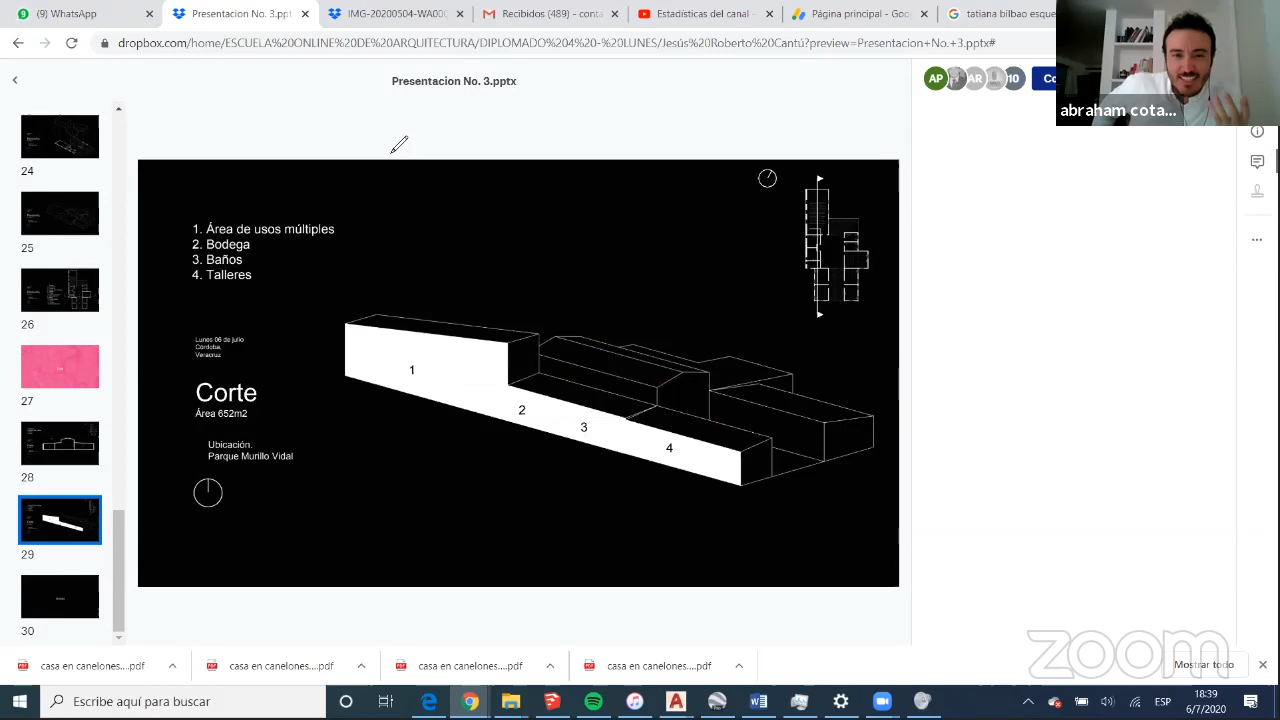 (9) WhatsApp
Presentacion No. 3.p
IMG-20200504-WA00
Recibidos (489) - conta
Estadísticas del canal -
Página principal - Goo
tatiana bilbao esqu
dropbox.com/home/ESCUELA%20ONLINE%20DE%20ARQUITECTURA/DIPLOMADO%204%20-%20LUNES/Jesús%20Roberto%20Cantú?preview=Presentacion+No.+3.pptx#
Presentacion No. 3.pptx
AP
AR
10
Co
abraham cota...
24
25
26
27
28
29
30
1. Área de usos múltiples
2. Bodega
3. Baños
4. Talleres
Lunes 06 de julio
Córdoba,
Veracruz
Corte
Área 652m2
Ubicación.
Parque Murillo Vidal
1
2
3
4
zoom
casa en canelones....pdf
casa en canelones....pdf
casa en canelones....pdf
casa en canelones....pdf
Mostrar todo
Escribe aquí para buscar
ESP
18:39
6/7/2020